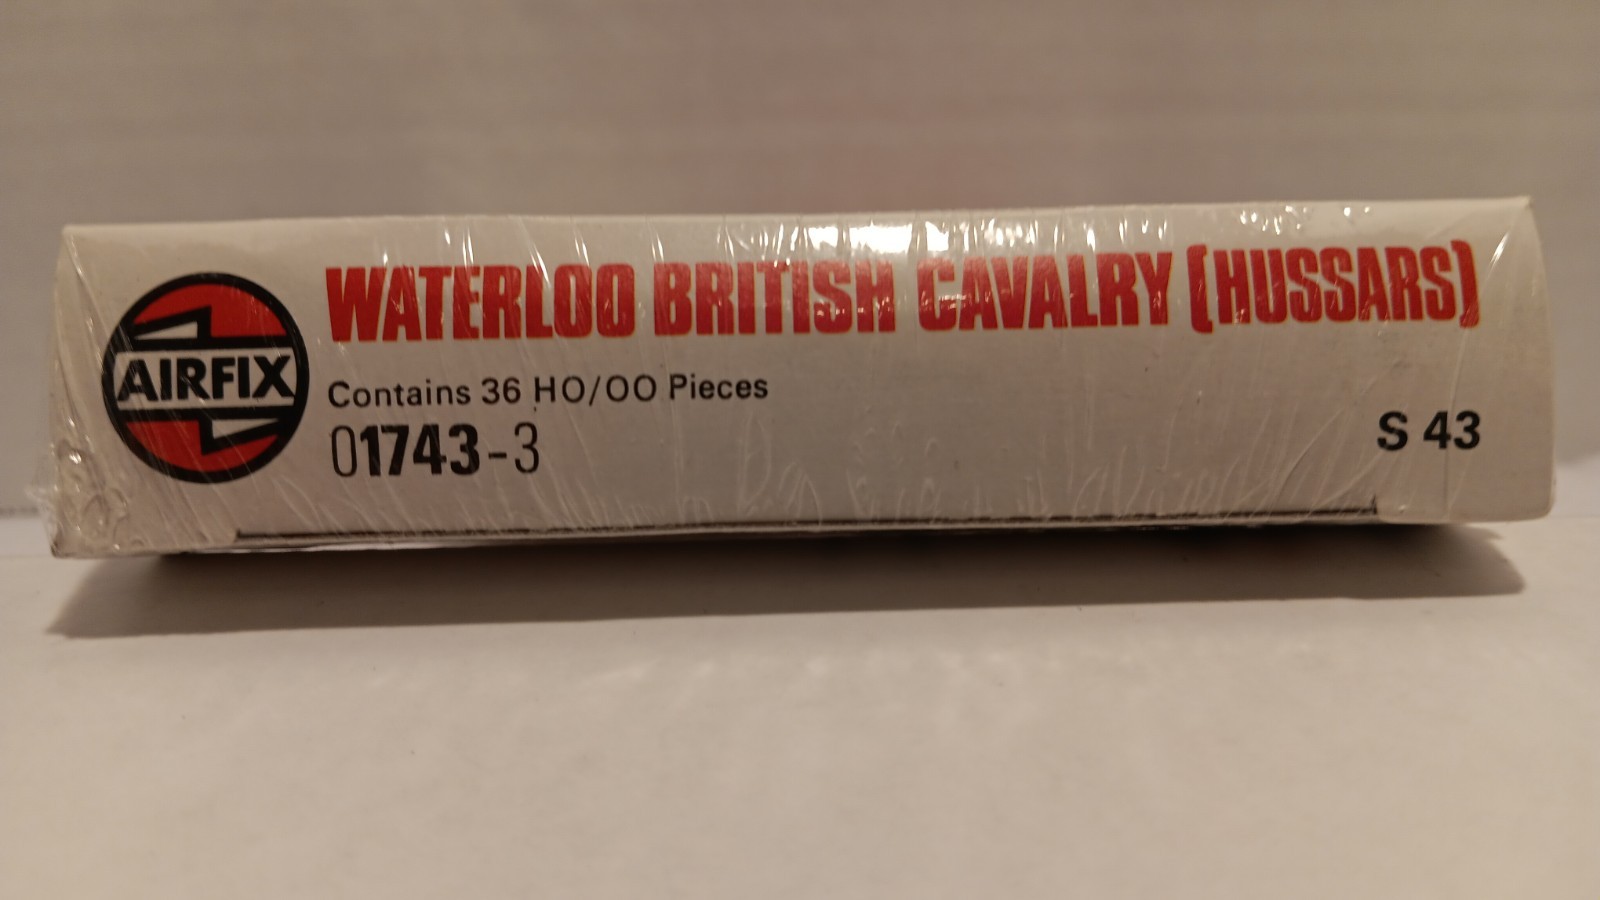 WATERLOO BRITISH CAVALRY (HUSSARS)
AIRFIX
Contains 36 HO/OO Pieces
01743-3
S 43